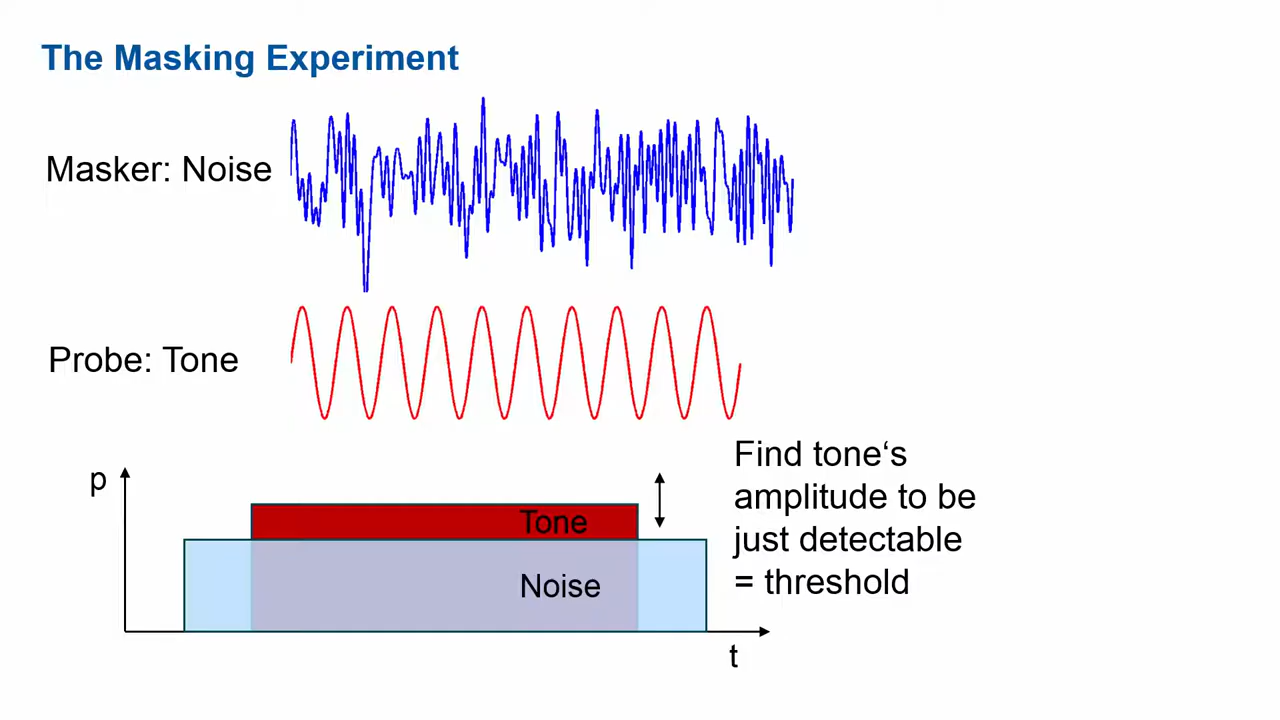 The Masking Experiment
Masker: Noise
Probe: Tone
Find tone‘s
amplitude to be
just detectable
= threshold
p
Tone
Noise
t